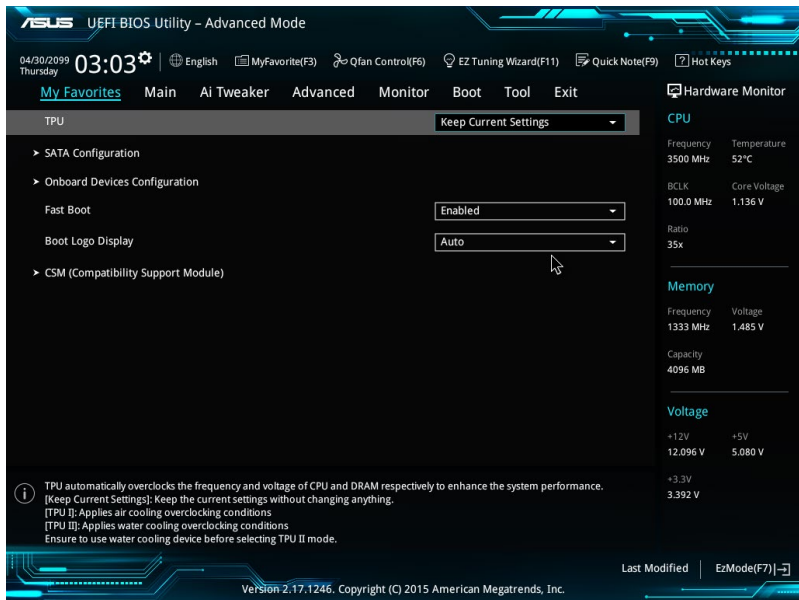 ASUS UEFI BIOS Utility – Advanced Mode
04/30/2099
Thursday
03:03
English
MyFavorite(F3)
Qfan Control(F6)
EZ Tuning Wizard(F11)
Quick Note(F9)
? Hot Keys
My Favorites Main Ai Tweaker Advanced Monitor Boot Tool Exit
TPU Keep Current Settings
> SATA Configuration
> Onboard Devices Configuration
Fast Boot Enabled
Boot Logo Display Auto
> CSM (Compatibility Support Module)
Hardware Monitor
CPU
Frequency Temperature
3500 MHz 52°C
BCLK Core Voltage
100.0 MHz 1.136 V
Ratio
35x
Memory
Frequency Voltage
1333 MHz 1.485 V
Capacity
4096 MB
Voltage
+12V +5V
12.096 V 5.080 V
+3.3V
3.392 V
i
TPU automatically overclocks the frequency and voltage of CPU and DRAM respectively to enhance the system performance.
[Keep Current Settings]: Keep the current settings without changing anything.
[TPU I]: Applies air cooling overclocking conditions
[TPU II]: Applies water cooling overclocking conditions
Ensure to use water cooling device before selecting TPU II mode.
Last Modified EzMode(F7)
Version 2.17.1246. Copyright (C) 2015 American Megatrends, Inc.